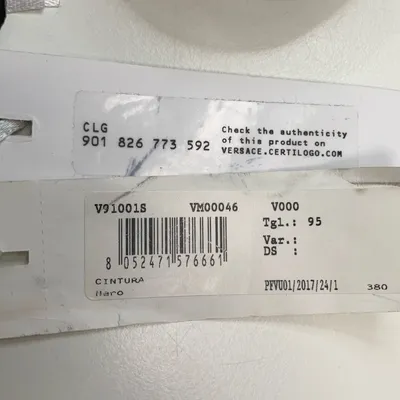 CLG
901 826 773 592
Check the authenticity
of this product on
VERSACE.CERTILOGO.COM
V91001S VM00046 V000
Tgl.: 95
Var.:
DS :
8 052471 576661
CINTURA
Nero
PFVU01/2017/24/1 380